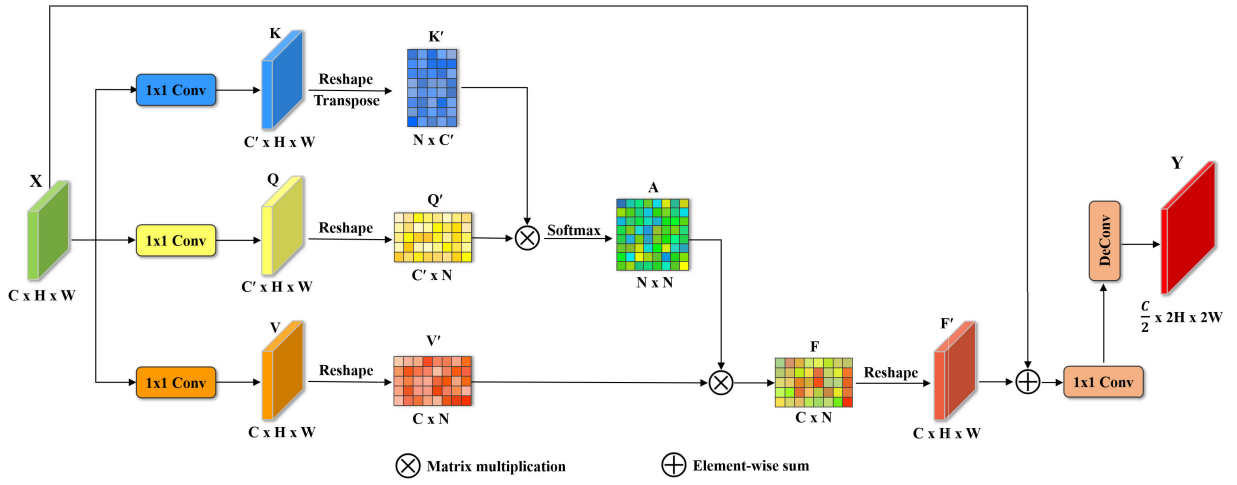 K
K′
1x1 Conv
Reshape
Transpose
C′ x H x W
N x C′
X
Q
Q′
A
Y
1x1 Conv
Reshape
Softmax
DeConv
C x H x W
C′ x H x W
C′ x N
N x N
C/2 x 2H x 2W
V
V′
F
F′
1x1 Conv
Reshape
Reshape
1x1 Conv
C x H x W
C x N
C x N
C x H x W
Matrix multiplication
Element-wise sum